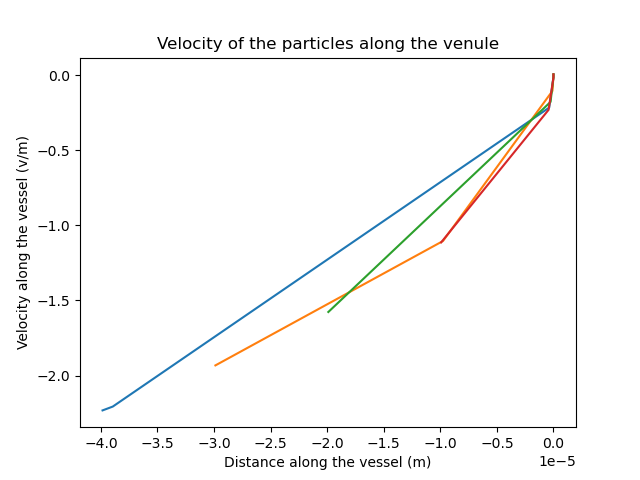 Velocity of the particles along the venule
Velocity along the vessel (v/m)
0.0
−0.5
−1.0
−1.5
−2.0
−4.0 −3.5 −3.0 −2.5 −2.0 −1.5 −1.0 −0.5 0.0
1e−5
Distance along the vessel (m)